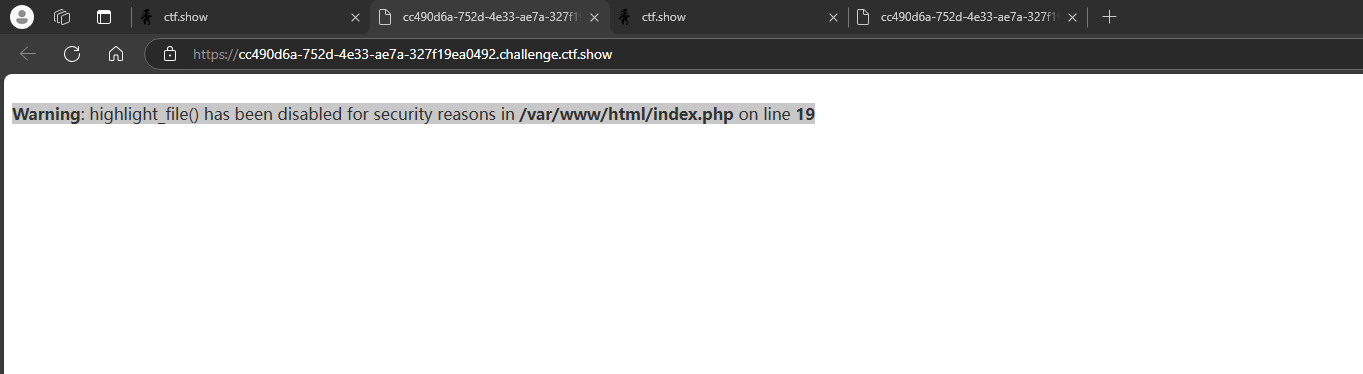 ctf.show
cc490d6a-752d-4e33-ae7a-327f1
ctf.show
cc490d6a-752d-4e33-ae7a-327f1
https://cc490d6a-752d-4e33-ae7a-327f19ea0492.challenge.ctf.show
Warning: highlight_file() has been disabled for security reasons in /var/www/html/index.php on line 19